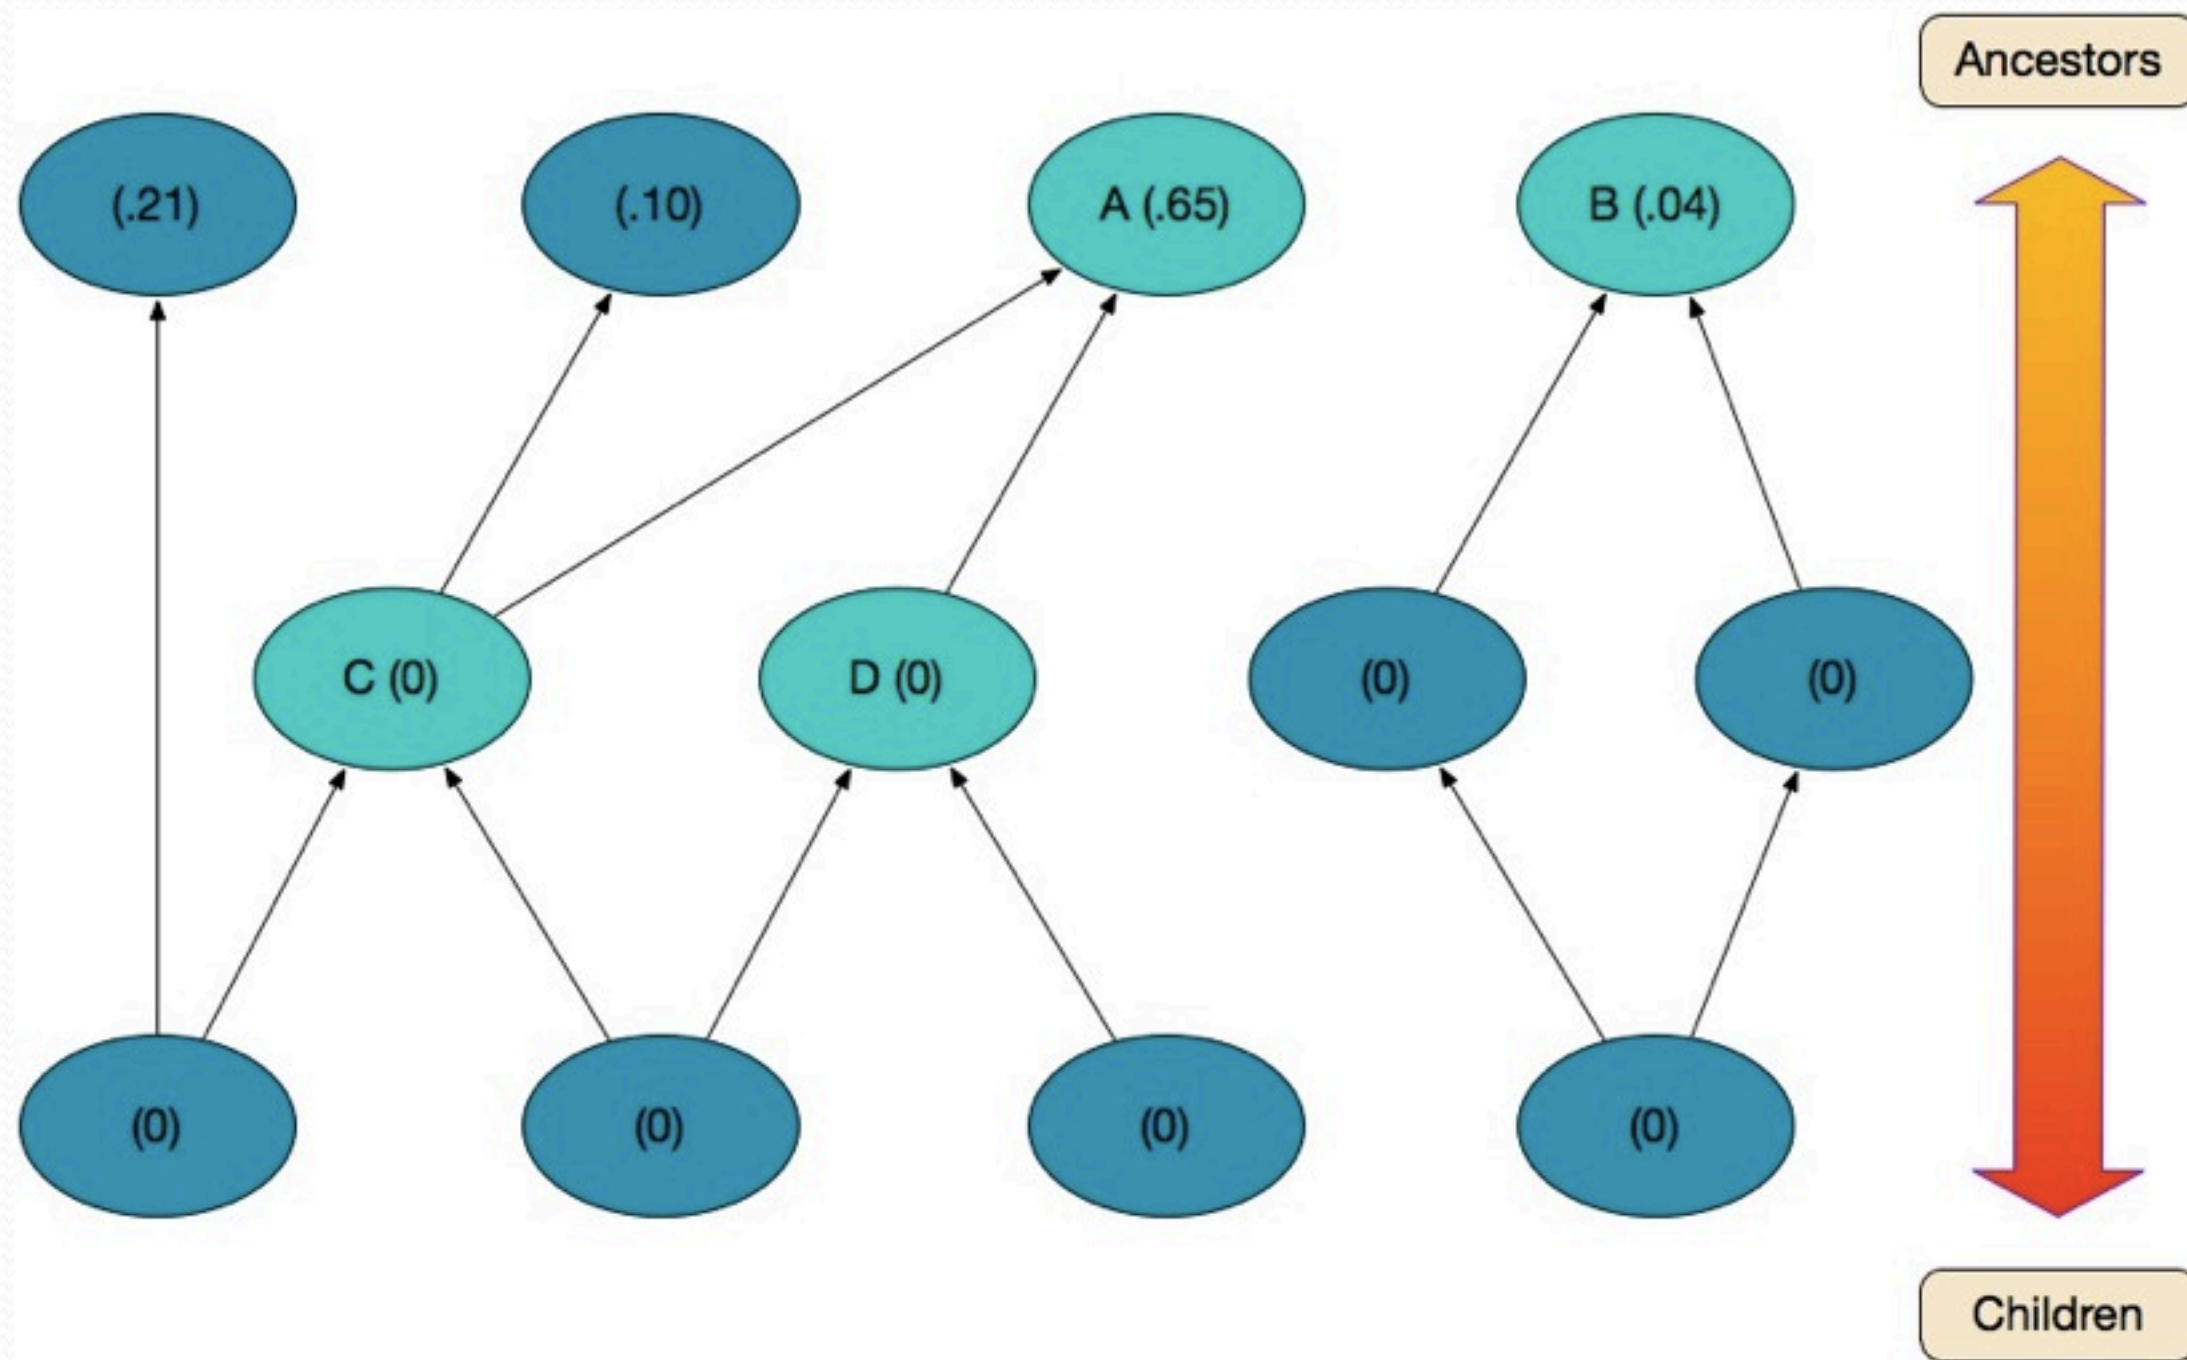 Ancestors
(.21)
(.10)
A (.65)
B (.04)
C (0)
D (0)
(0)
(0)
(0)
(0)
(0)
(0)
Children